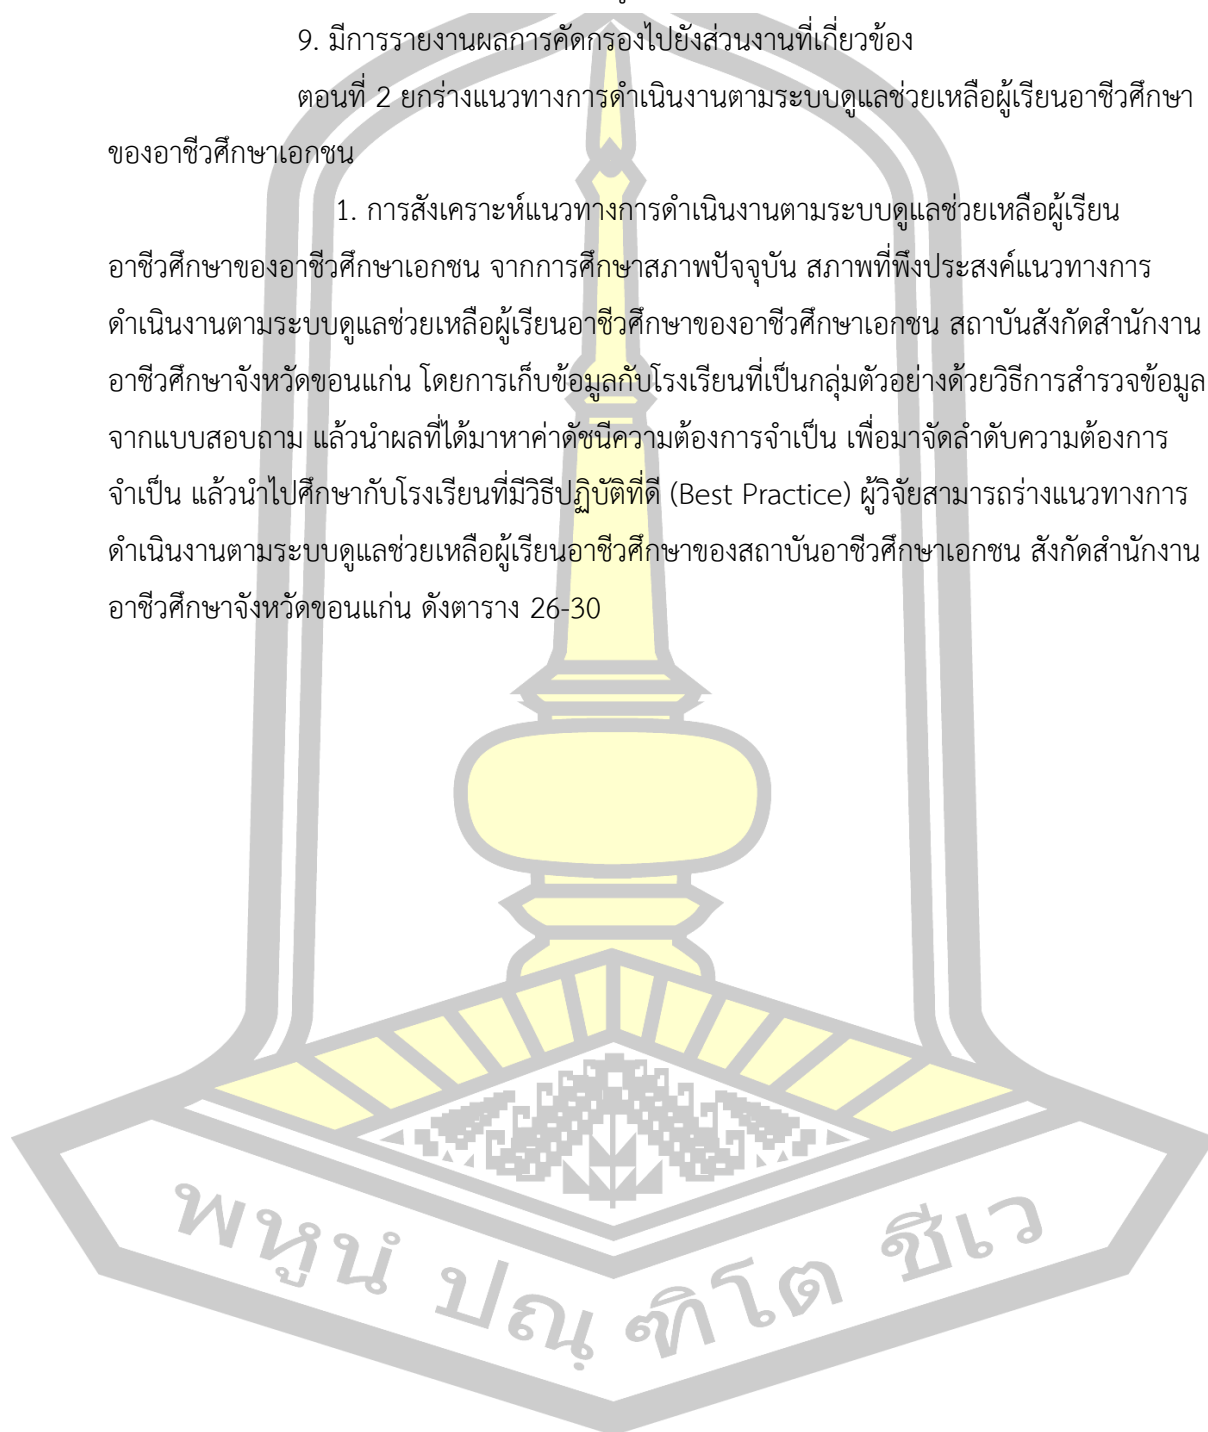 9. มีการรายงานผลการคัดกรองไปยังส่วนงานที่เกี่ยวข้อง
ตอนที่ 2 ยกร่างแนวทางการดำเนินงานตามระบบดูแลช่วยเหลือผู้เรียนอาชีวศึกษา
ของอาชีวศึกษาเอกชน
1. การสังเคราะห์แนวทางการดำเนินงานตามระบบดูแลช่วยเหลือผู้เรียน
อาชีวศึกษาของอาชีวศึกษาเอกชน จากการศึกษาสภาพปัจจุบัน สภาพที่พึงประสงค์แนวทางการ
ดำเนินงานตามระบบดูแลช่วยเหลือผู้เรียนอาชีวศึกษาของอาชีวศึกษาเอกชน สถาบันสังกัดสำนักงาน
อาชีวศึกษาจังหวัดขอนแก่น โดยการเก็บข้อมูลกับโรงเรียนที่เป็นกลุ่มตัวอย่างด้วยวิธีการสำรวจข้อมูล
จากแบบสอบถาม แล้วนำผลที่ได้มาหาค่าดัชนีความต้องการจำเป็น เพื่อมาจัดลำดับความต้องการ
จำเป็น แล้วนำไปศึกษากับโรงเรียนที่มีวิธีปฏิบัติที่ดี (Best Practice) ผู้วิจัยสามารถร่างแนวทางการ
ดำเนินงานตามระบบดูแลช่วยเหลือผู้เรียนอาชีวศึกษาของสถาบันอาชีวศึกษาเอกชน สังกัดสำนักงาน
อาชีวศึกษาจังหวัดขอนแก่น ดังตาราง 26-30
พหูนํ ปณฺฑิโต ชีเว